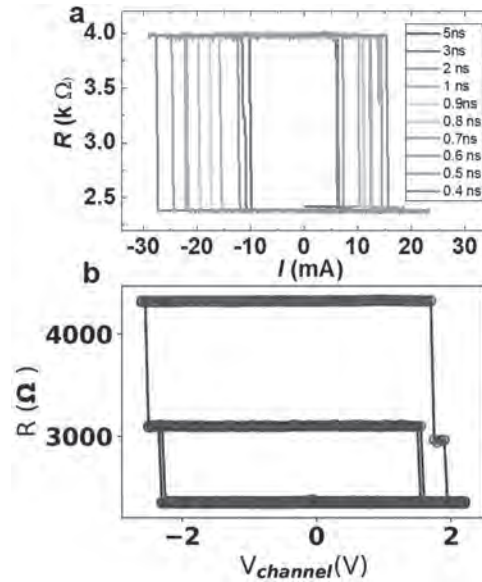 a
4.0
3.5
3.0
2.5
R (k Ω)
-30 -20 -10 0 10 20 30
I (mA)
5ns
3ns
2 ns
1 ns
0.9ns
0.8 ns
0.7ns
0.6 ns
0.5 ns
0.4 ns
b
4000
3000
R (Ω)
−2 0 2
Vchannel(V)